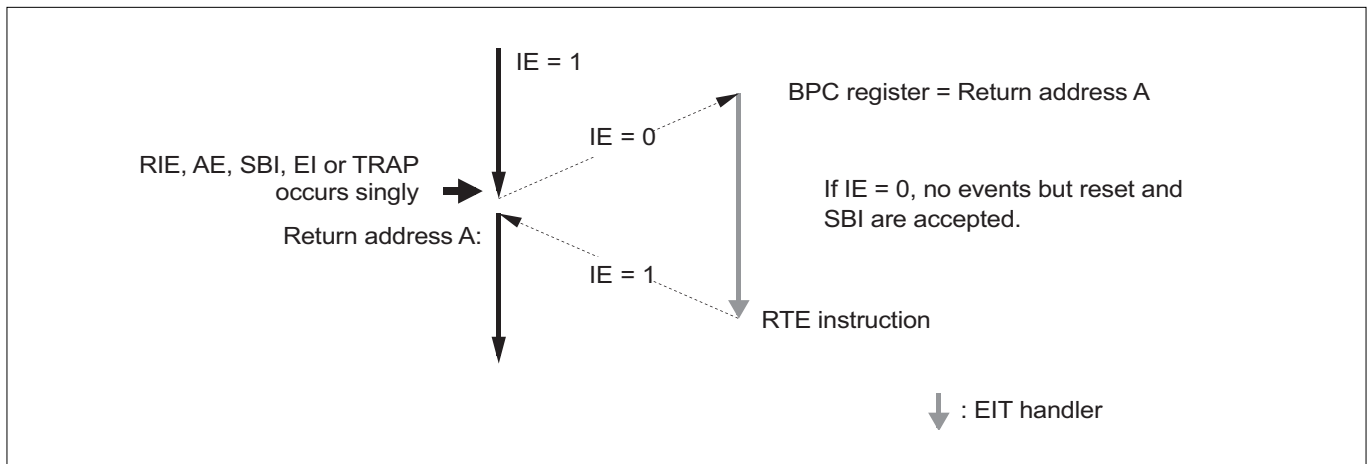 IE = 1
BPC register = Return address A
IE = 0
RIE, AE, SBI, EI or TRAP
occurs singly
If IE = 0, no events but reset and
SBI are accepted.
Return address A:
IE = 1
RTE instruction
: EIT handler